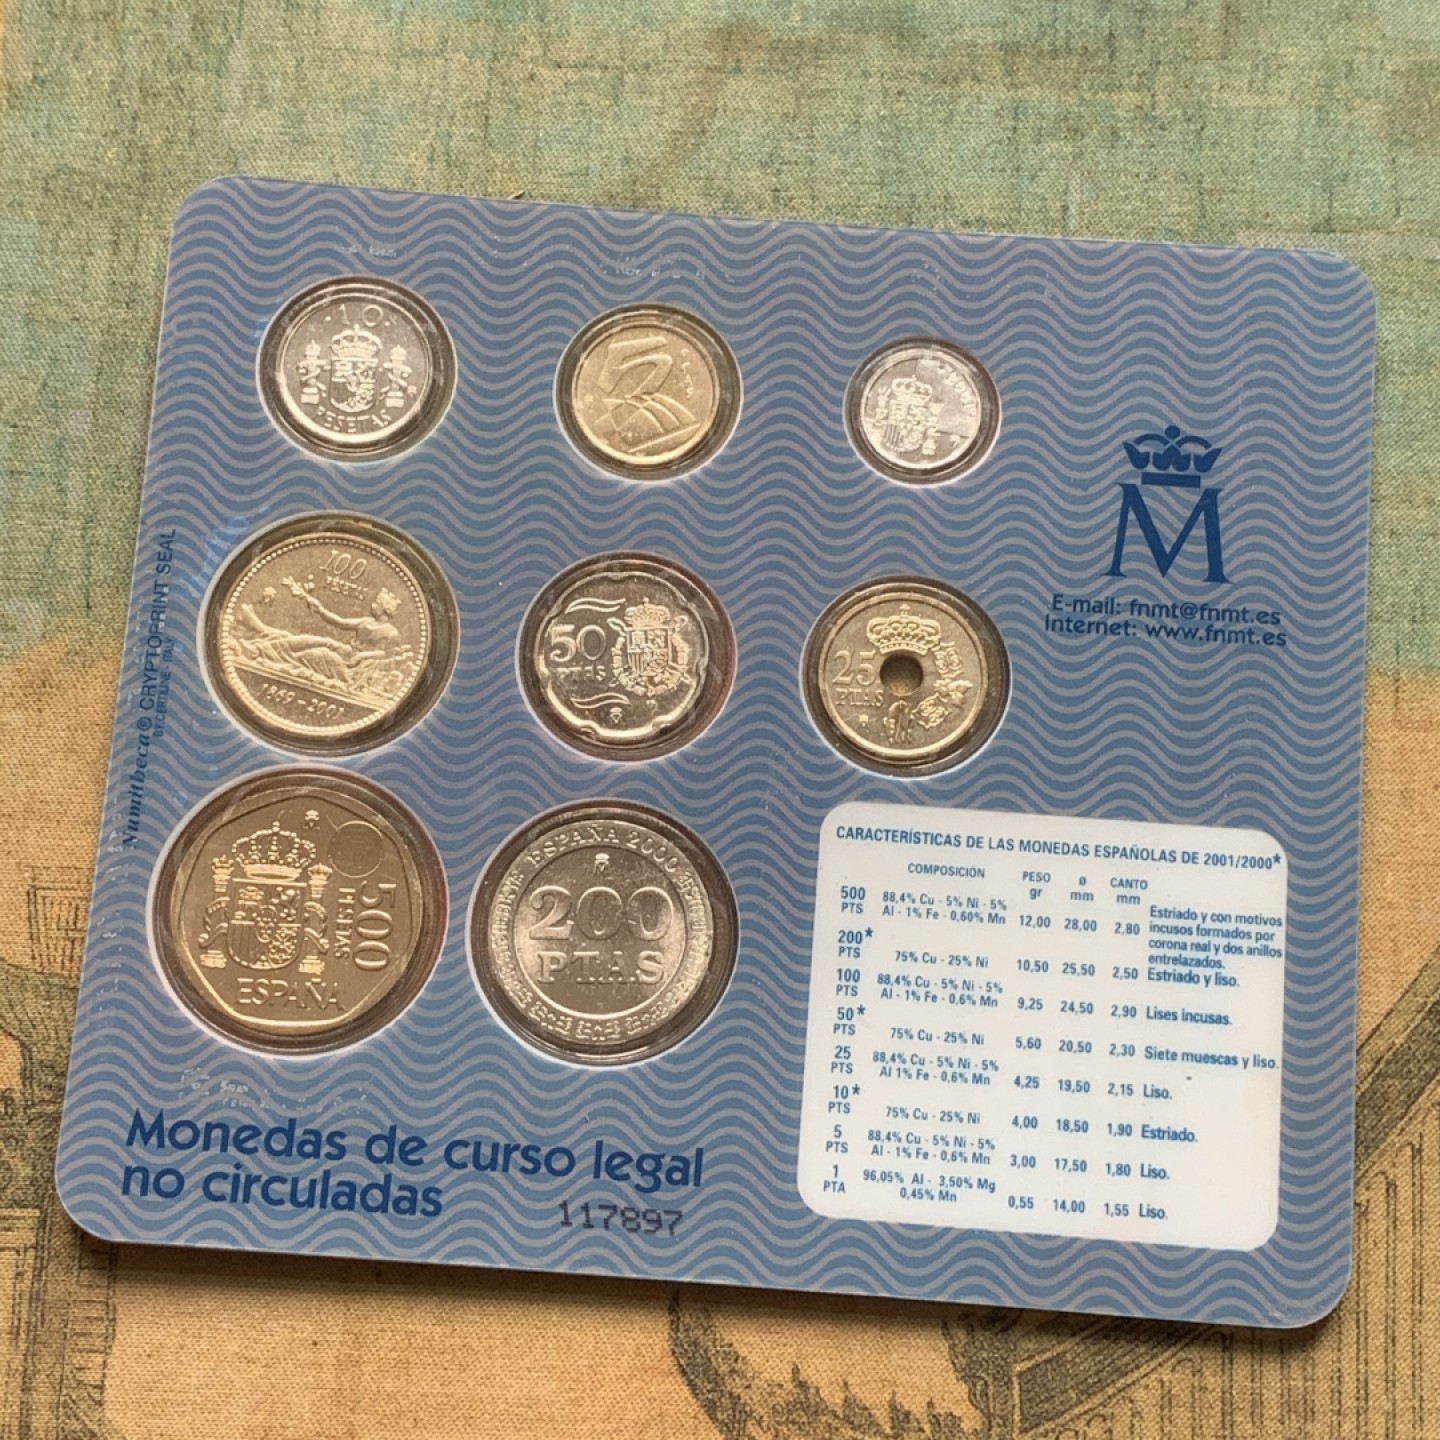 10
PESETAS
5
100
PESETAS
1869-2001
50
PTAS
25
PTAS
M
E-mail: fnmt@fnmt.es
Internet: www.fnmt.es
Numitbeca® CRYPTOPRINT SEAL
BY CERTILINE - ITALY
500
PESETAS
ESPAÑA
ESPAÑA 2000
200
PTAS
CARACTERÍSTICAS DE LAS MONEDAS ESPAÑOLAS DE 2001/2000*
COMPOSICIÓN PESO gr ø mm CANTO mm
500 PTS 88,4% Cu - 5% Ni - 5% Al - 1% Fe - 0,60% Mn 12,00 28,00 2,80 Estriado y con motivos incusos formados por corona real y dos anillos entrelazados.
200* PTS 75% Cu - 25% Ni 10,50 25,50 2,50 Estriado y liso.
100 PTS 88,4% Cu - 5% Ni - 5% Al - 1% Fe - 0,6% Mn 9,25 24,50 2,90 Lises incusas.
50* PTS 75% Cu - 25% Ni 5,60 20,50 2,30 Siete muescas y liso.
25 PTS 88,4% Cu - 5% Ni - 5% Al 1% Fe - 0,6% Mn 4,25 19,50 2,15 Liso.
10* PTS 75% Cu - 25% Ni 4,00 18,50 1,90 Estriado.
5 PTS 88,4% Cu - 5% Ni - 5% Al - 1% Fe - 0.6% Mn 3,00 17,50 1,80 Liso.
1 PTA 96,05% Al - 3,50% Mg 0,45% Mn 0,55 14,00 1,55 Liso.
Monedas de curso legal
no circuladas
117897